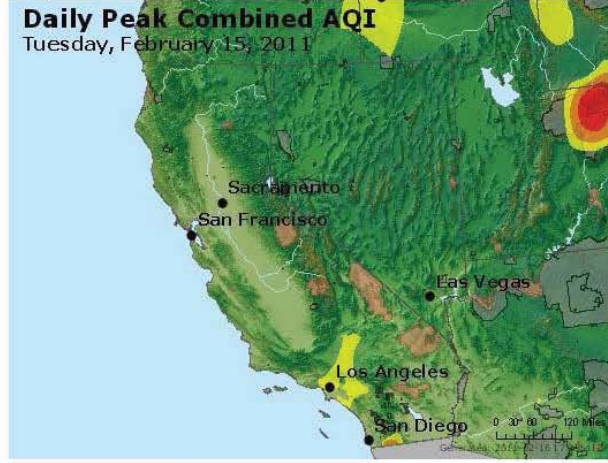 Daily Peak Combined AQI
Tuesday, February 15, 2011
Sacramento
San Francisco
Las Vegas
Los Angeles
San Diego
0 30 60 120 Miles